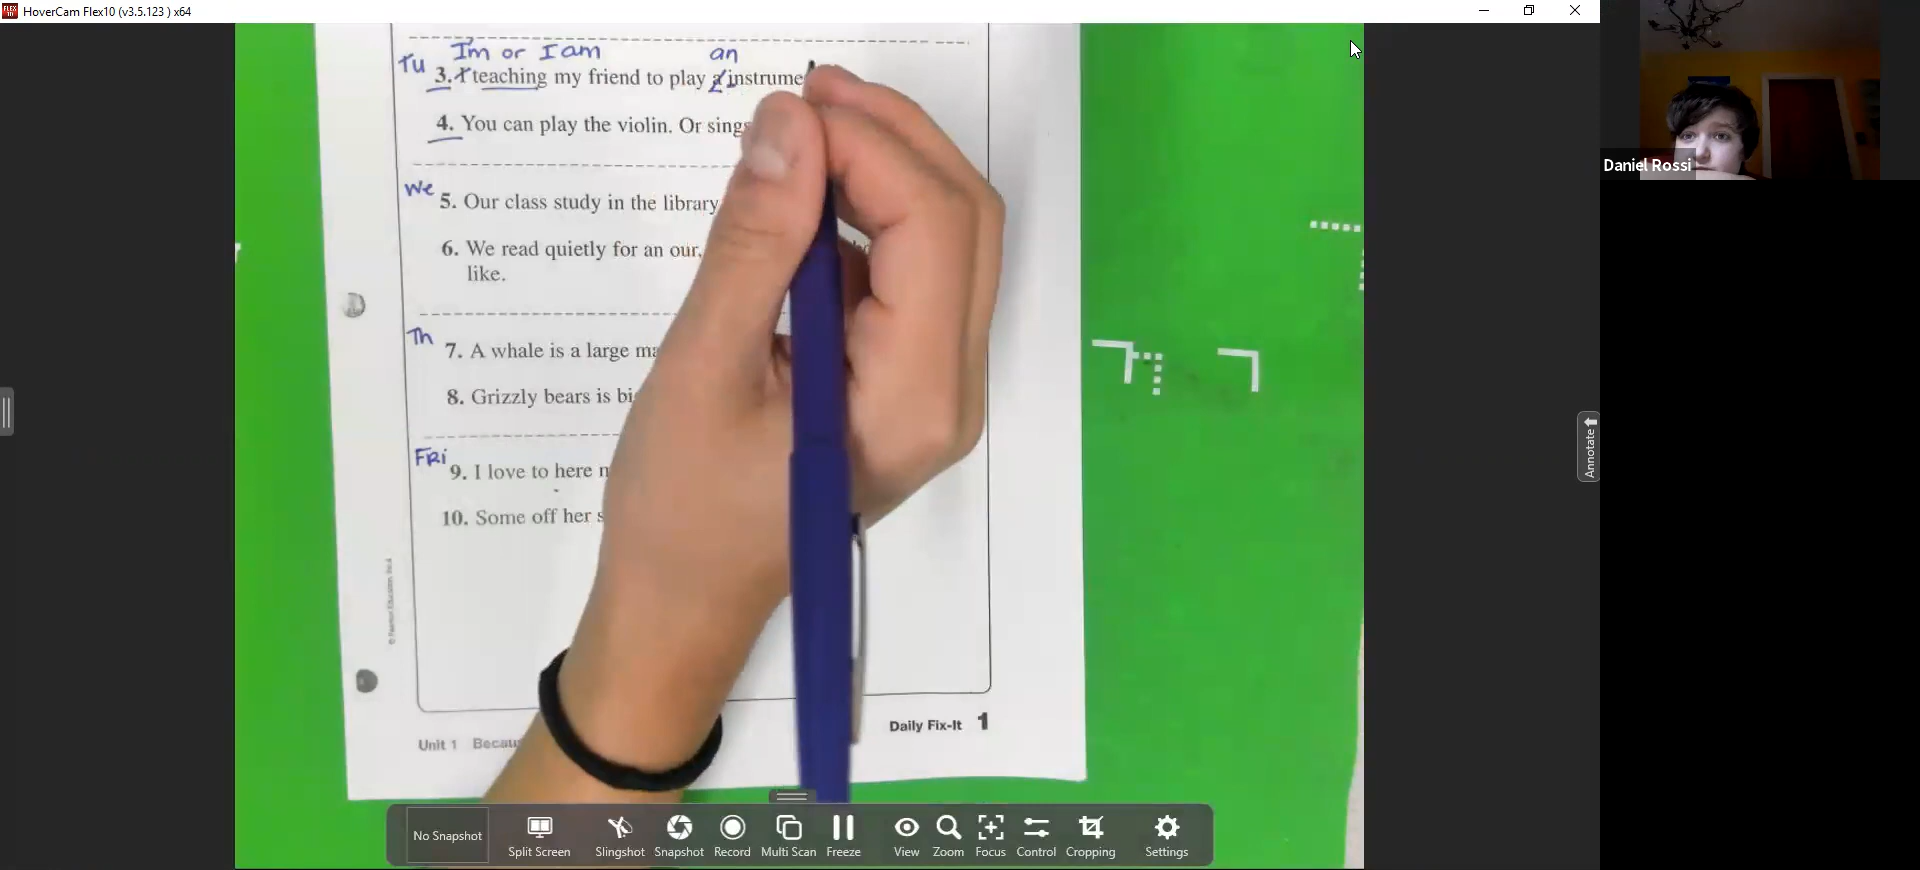 HoverCam Flex10 (v3.5.123 ) x64
Tu I'm or I am an
3. I teaching my friend to play a instrume
4. You can play the violin. Or sings
We
5. Our class study in the library
6. We read quietly for an our,
like.
Th
7. A whale is a large ma
8. Grizzly bears is bi
FRi
9. I love to here
10. Some off her s
© Pearson Education, Inc.
Daily Fix-It 1
Unit 1 Becau
Daniel Rossi
Annotate
No Snapshot
Split Screen
Slingshot
Snapshot
Record
Multi Scan
Freeze
View
Zoom
Focus
Control
Cropping
Settings